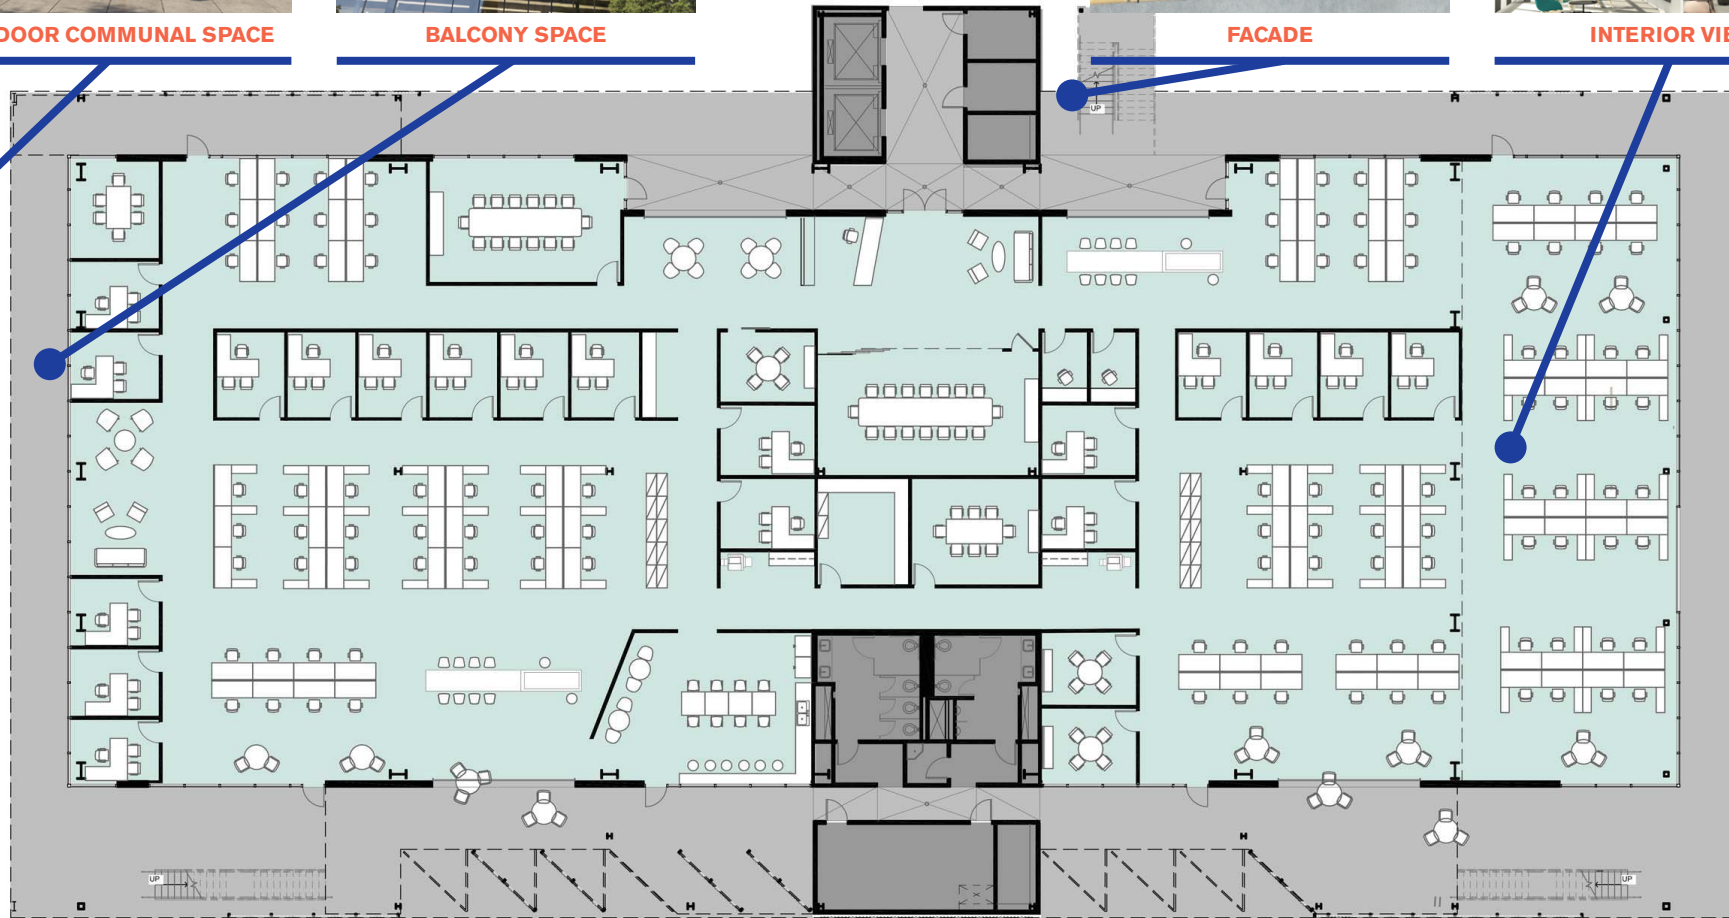 DOOR COMMUNAL SPACE
BALCONY SPACE
FACADE
INTERIOR VIE
UP
UP
UP